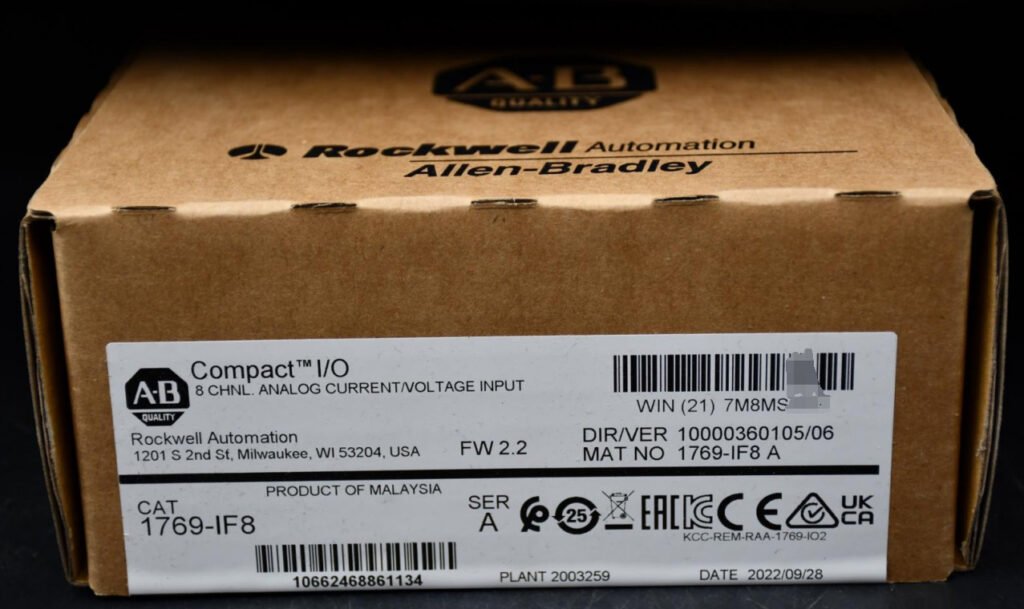 A·B
QUALITY
Rockwell Automation
Allen-Bradley
A·B
QUALITY
Compact™ I/O
8 CHNL. ANALOG CURRENT/VOLTAGE INPUT
Rockwell Automation
1201 S 2nd St, Milwaukee, WI 53204, USA
FW 2.2
WIN (21) 7M8MS
DIR/VER 10000360105/06
MAT NO 1769-IF8 A
PRODUCT OF MALAYSIA
CAT
1769-IF8
SER
A
25
EAC
KC
CE
UK
CA
KCC-REM-RAA-1769-IO2
10662468861134
PLANT 2003259
DATE 2022/09/28